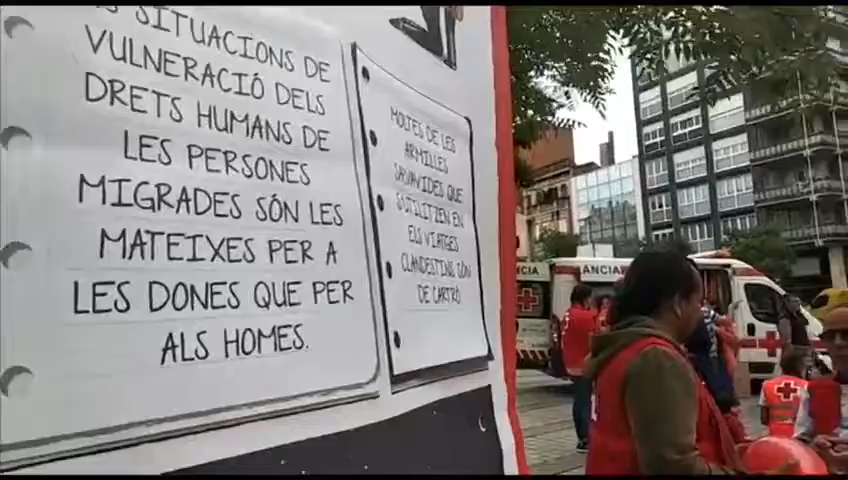 SITUACIONS DE
VULNERACIÓ DELS
DRETS HUMANS DE
LES PERSONES
MIGRADES SÓN LES
MATEIXES PER A
LES DONES QUE PER
ALS HOMES.
MOLTES DE LES
ARMILLES
SALVAVIDES QUE
S'UTILITZEN EN
ELS VIATGES
CLANDESTINS SÓN
DE CARTRÓ
ANCIA